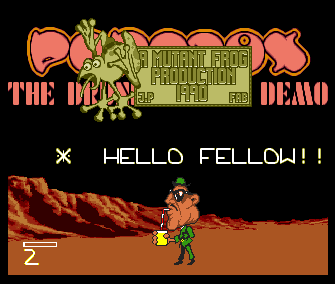 A MUTANT FROG
PRODUCTION
1990
THE DEMO
* HELLO FELLOW!!
2